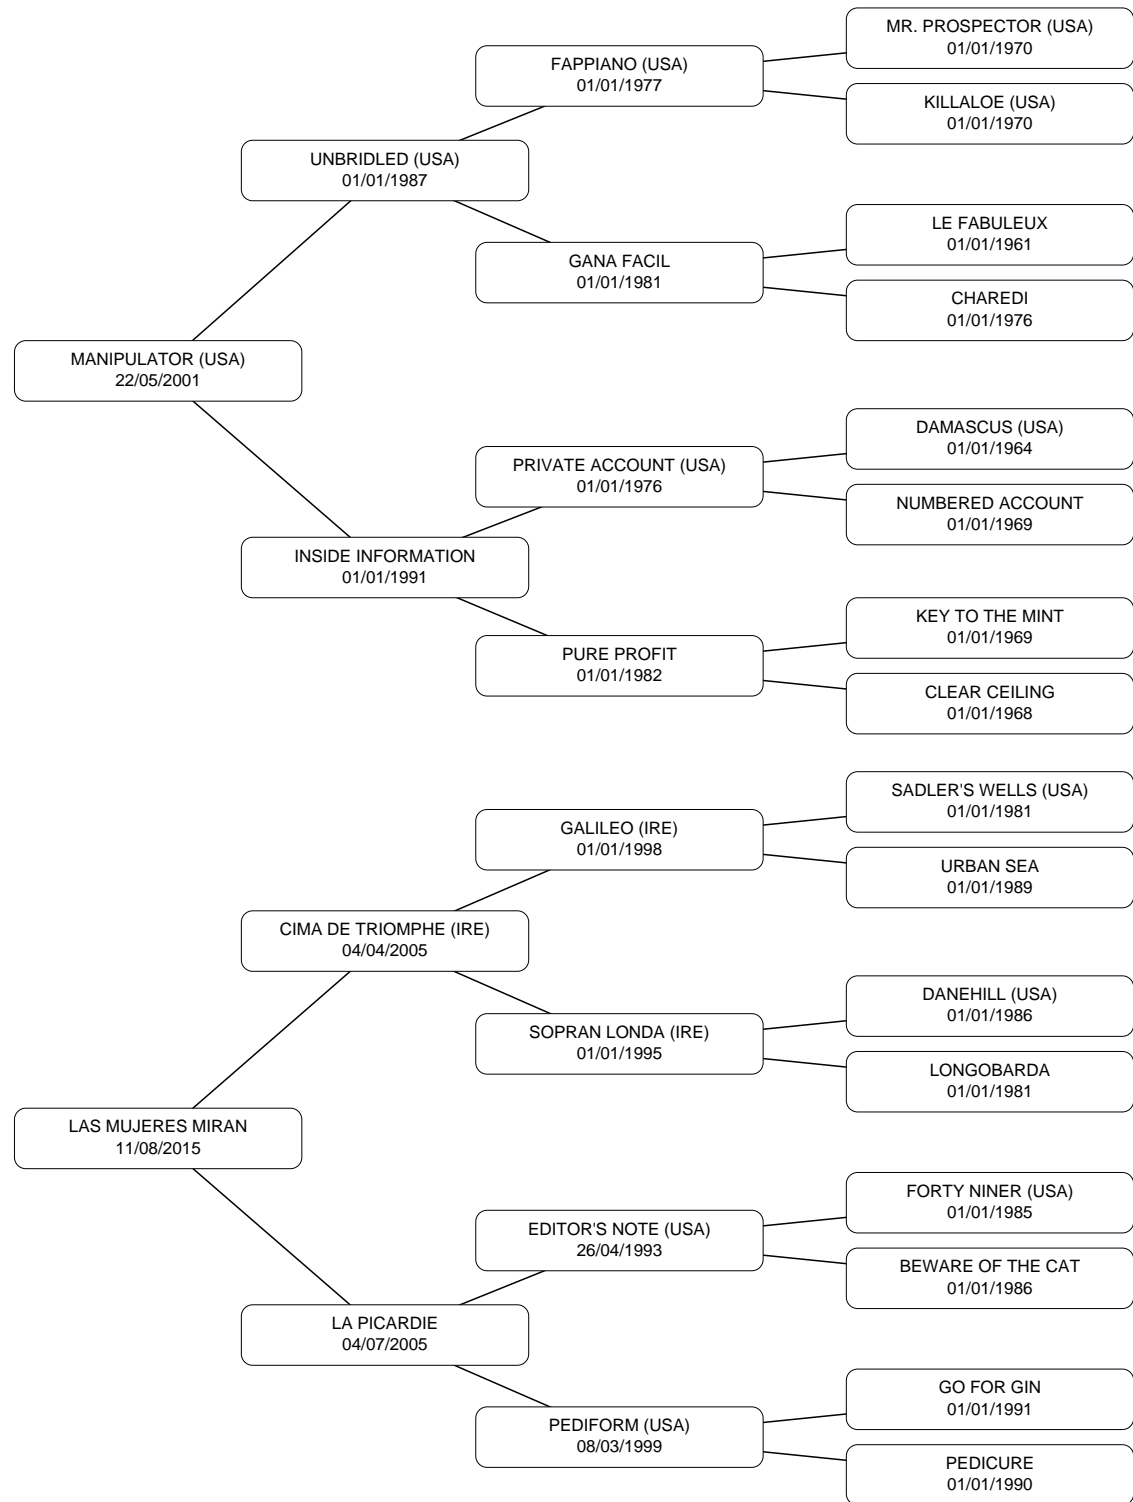 MR. PROSPECTOR (USA)
01/01/1970
FAPPIANO (USA)
01/01/1977
KILLALOE (USA)
01/01/1970
UNBRIDLED (USA)
01/01/1987
LE FABULEUX
01/01/1961
GANA FACIL
01/01/1981
CHAREDI
01/01/1976
MANIPULATOR (USA)
22/05/2001
DAMASCUS (USA)
01/01/1964
PRIVATE ACCOUNT (USA)
01/01/1976
NUMBERED ACCOUNT
01/01/1969
INSIDE INFORMATION
01/01/1991
KEY TO THE MINT
01/01/1969
PURE PROFIT
01/01/1982
CLEAR CEILING
01/01/1968
SADLER'S WELLS (USA)
01/01/1981
GALILEO (IRE)
01/01/1998
URBAN SEA
01/01/1989
CIMA DE TRIOMPHE (IRE)
04/04/2005
DANEHILL (USA)
01/01/1986
SOPRAN LONDA (IRE)
01/01/1995
LONGOBARDA
01/01/1981
LAS MUJERES MIRAN
11/08/2015
FORTY NINER (USA)
01/01/1985
EDITOR'S NOTE (USA)
26/04/1993
BEWARE OF THE CAT
01/01/1986
LA PICARDIE
04/07/2005
GO FOR GIN
01/01/1991
PEDIFORM (USA)
08/03/1999
PEDICURE
01/01/1990